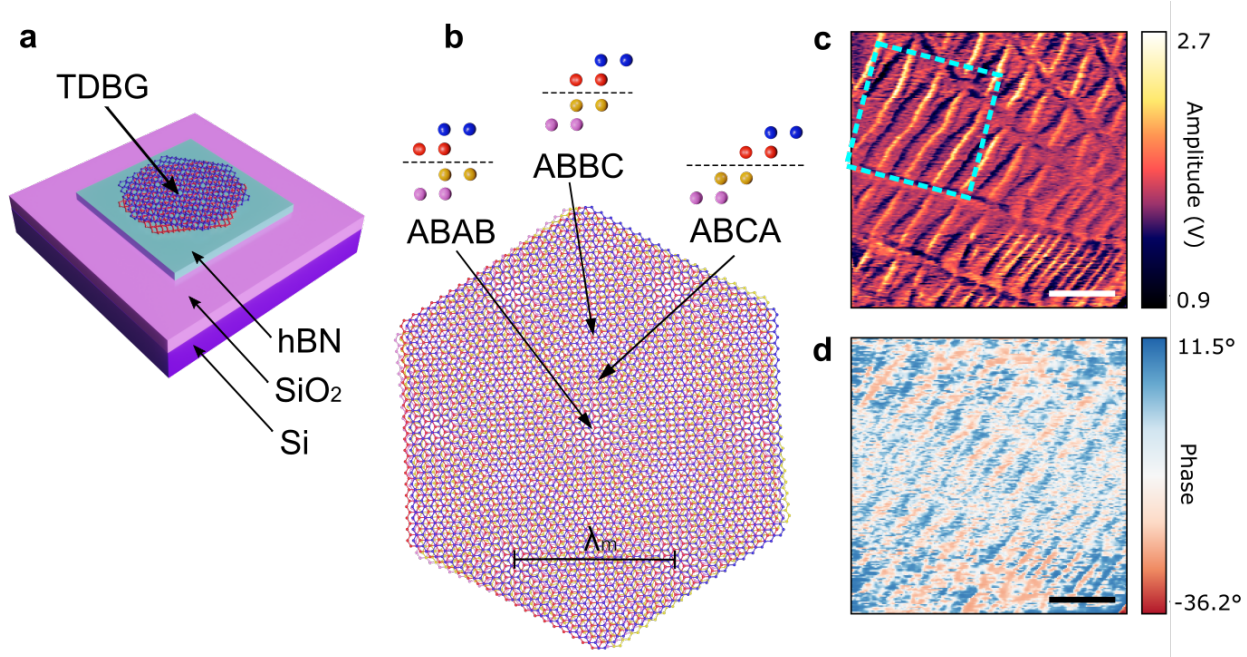 a
TDBG
hBN
SiO2
Si
b
ABBC
ABAB
ABCA
λm
c
2.7
Amplitude (V)
0.9
d
11.5°
Phase
-36.2°